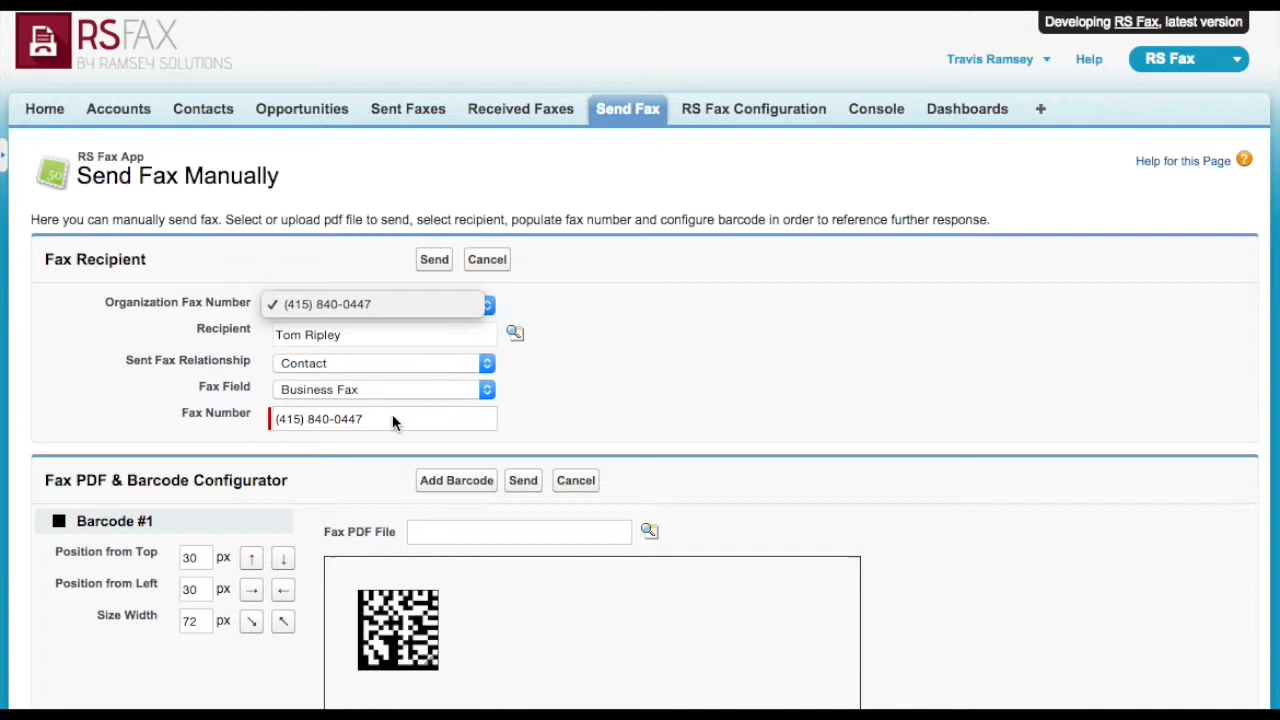 Developing RS Fax, latest version
RSFAX
BY RAMSEY SOLUTIONS
Travis Ramsey Help RS Fax
Home Accounts Contacts Opportunities Sent Faxes Received Faxes Send Fax RS Fax Configuration Console Dashboards +
RS Fax App
Send Fax Manually
Help for this Page ?
50
Here you can manually send fax. Select or upload pdf file to send, select recipient, populate fax number and configure barcode in order to reference further response.
Fax Recipient Send Cancel
Organization Fax Number ✓ (415) 840-0447
Recipient Tom Ripley
Sent Fax Relationship Contact
Fax Field Business Fax
Fax Number (415) 840-0447
Fax PDF & Barcode Configurator Add Barcode Send Cancel
Barcode #1
Fax PDF File
Position from Top 30 px ↑ ↓
Position from Left 30 px → ←
Size Width 72 px ↘ ↖